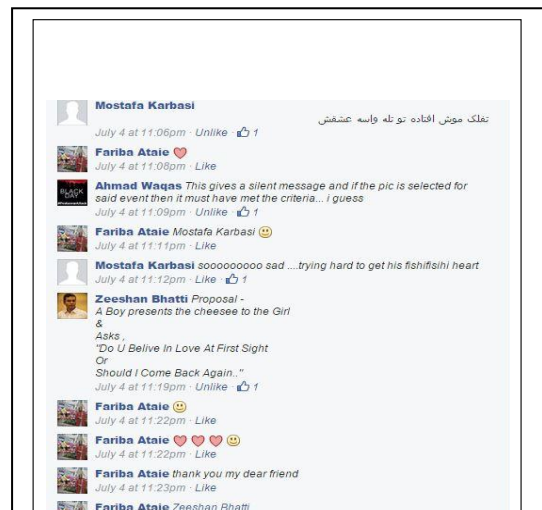 Mostafa Karbasi
تفلک موش افتاده تو تله واسه عشقش
July 4 at 11:06pm · Unlike · 1
Fariba Ataie
July 4 at 11:08pm · Like
Ahmad Waqas This gives a silent message and if the pic is selected for
said event then it must have met the criteria... i guess
July 4 at 11:09pm · Unlike · 1
Fariba Ataie Mostafa Karbasi
July 4 at 11:11pm · Like
Mostafa Karbasi sooooooooo sad ....trying hard to get his fishifisihi heart
July 4 at 11:12pm · Like · 1
Zeeshan Bhatti Proposal -
A Boy presents the cheesee to the Girl
&
Asks ,
"Do U Belive In Love At First Sight
Or
Should I Come Back Again.."
July 4 at 11:19pm · Unlike · 1
Fariba Ataie
July 4 at 11:22pm · Like
Fariba Ataie
July 4 at 11:22pm · Like
Fariba Ataie thank you my dear friend
July 4 at 11:23pm · Like
Fariba Ataie Zeeshan Bhatti